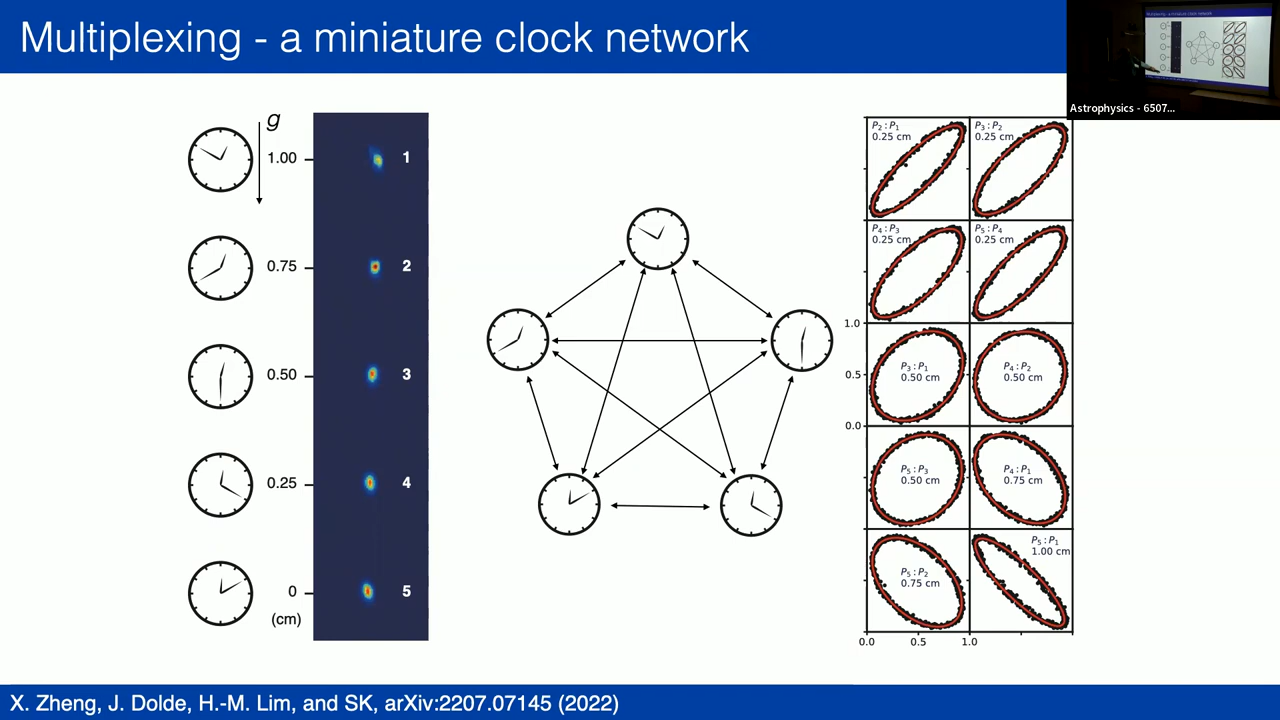 Multiplexing - a miniature clock network
Astrophysics - 6507...
g
1.00
1
0.75
2
0.50
3
0.25
4
0
5
(cm)
P₂ : P₁
0.25 cm
P₃ : P₂
0.25 cm
P₄ : P₃
0.25 cm
P₅ : P₄
0.25 cm
1.0
P₃ : P₁
0.50 cm
P₄ : P₂
0.50 cm
0.5
0.0
P₅ : P₃
0.50 cm
P₄ : P₁
0.75 cm
P₅ : P₂
0.75 cm
P₅ : P₁
1.00 cm
0.0 0.5 1.0
X. Zheng, J. Dolde, H.-M. Lim, and SK, arXiv:2207.07145 (2022)